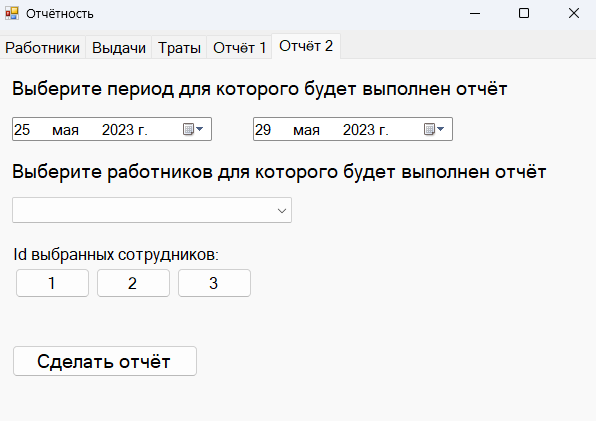 Отчётность
Работники Выдачи Траты Отчёт 1 Отчёт 2
Выберите период для которого будет выполнен отчёт
25 мая 2023 г. 29 мая 2023 г.
Выберите работников для которого будет выполнен отчёт
Id выбранных сотрудников:
1 2 3
Сделать отчёт